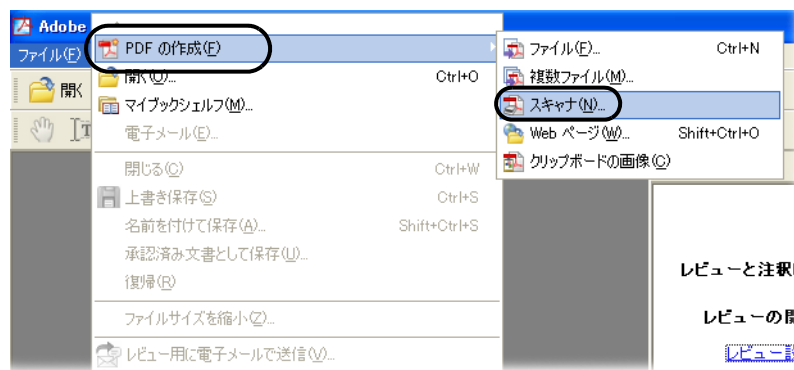 Adobe
ファイル(F)
開く
PDF の作成(F)
開く(O)... Ctrl+O
マイブックシェルフ(M)...
電子メール(E)...
閉じる(C) Ctrl+W
上書き保存(S) Ctrl+S
名前を付けて保存(A)... Shift+Ctrl+S
承認済み文書として保存(U)...
復帰(R)
ファイルサイズを縮小(Z)...
レビュー用に電子メールで送信(V)...
ファイル(F)... Ctrl+N
複数ファイル(M)...
スキャナ(N)...
Web ページ(W)... Shift+Ctrl+O
クリップボードの画像(C)
レビューと注釈
レビューの
レビュー